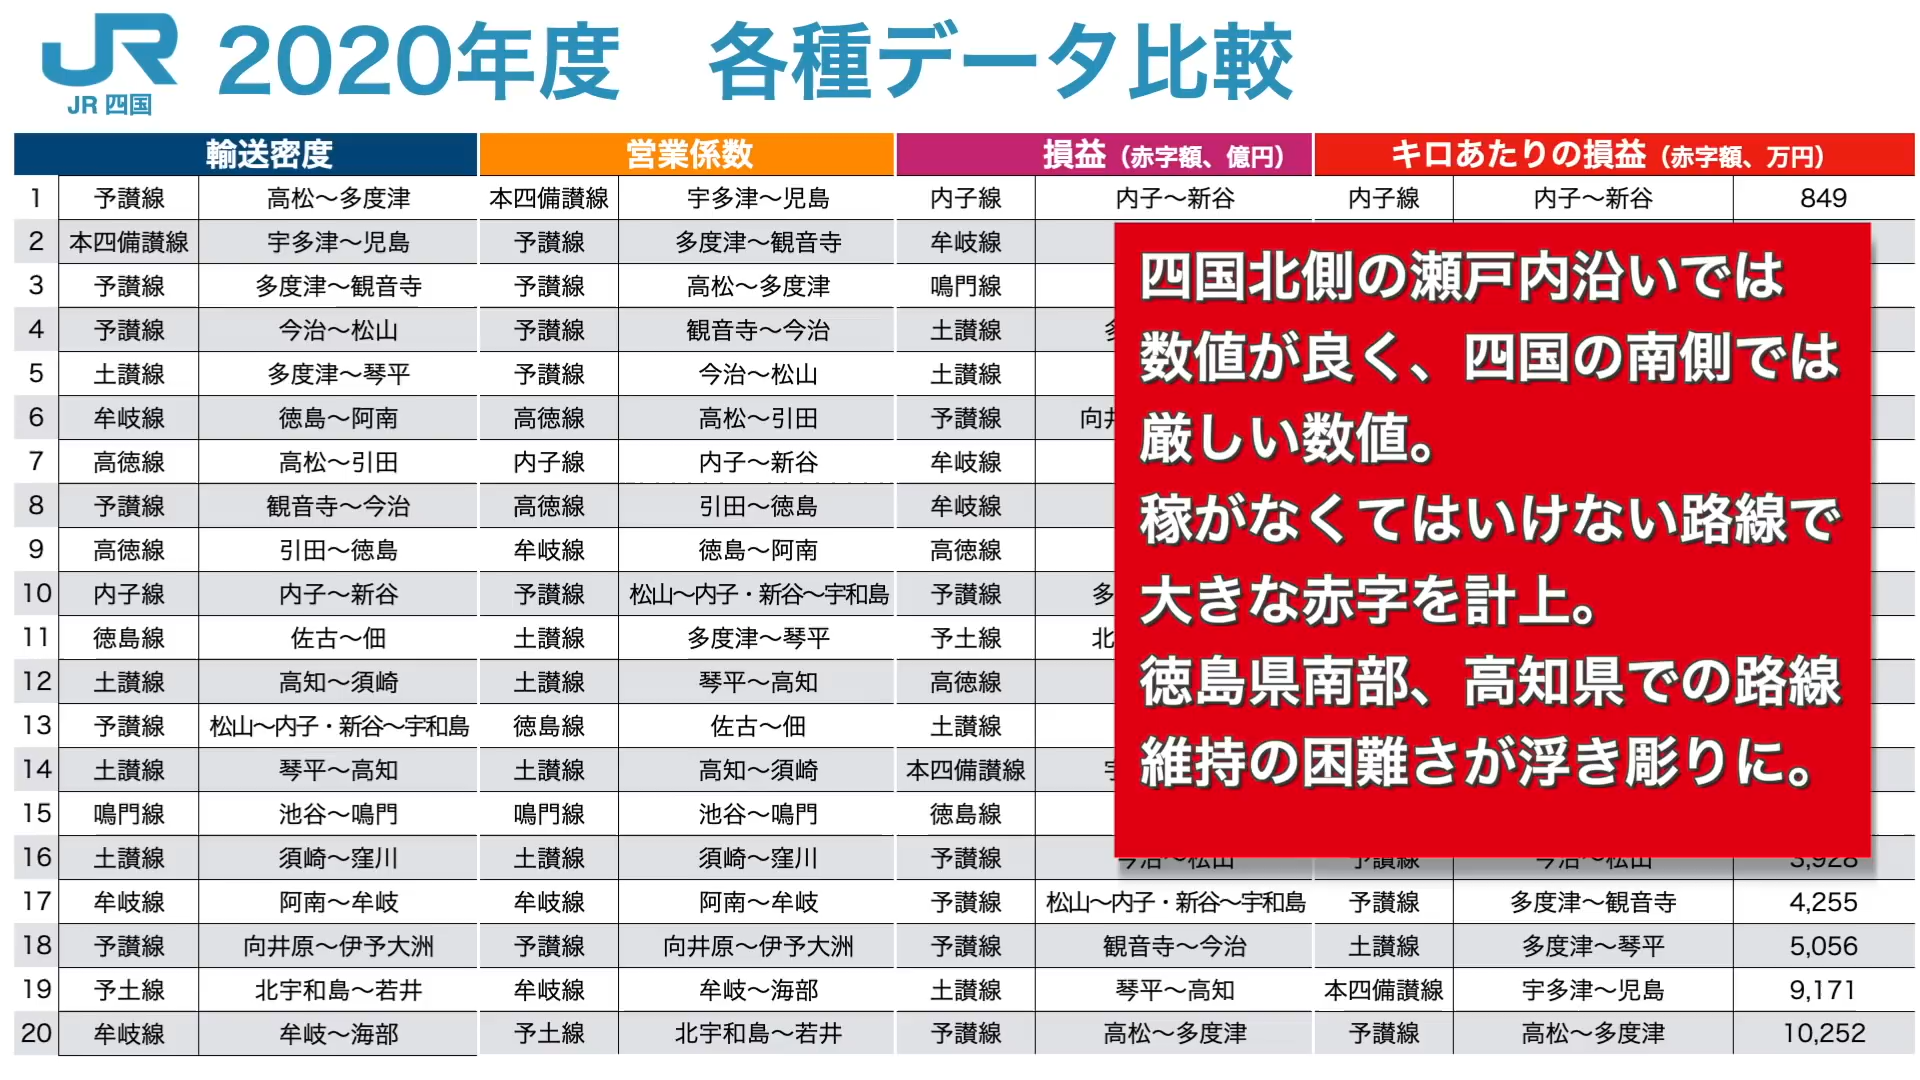 JR 四国
2020年度　各種データ比較
輸送密度 営業係数 損益（赤字額、億円） キロあたりの損益（赤字額、万円）
1 予讃線 高松〜多度津 本四備讃線 宇多津〜児島 内子線 内子〜新谷 内子線 内子〜新谷 849
2 本四備讃線 宇多津〜児島 予讃線 多度津〜観音寺 牟岐線
3 予讃線 多度津〜観音寺 予讃線 高松〜多度津 鳴門線
4 予讃線 今治〜松山 予讃線 観音寺〜今治 土讃線
5 土讃線 多度津〜琴平 予讃線 今治〜松山 土讃線
6 牟岐線 徳島〜阿南 高徳線 高松〜引田 予讃線 向井
7 高徳線 高松〜引田 内子線 内子〜新谷 牟岐線
8 予讃線 観音寺〜今治 高徳線 引田〜徳島 牟岐線
9 高徳線 引田〜徳島 牟岐線 徳島〜阿南 高徳線
10 内子線 内子〜新谷 予讃線 松山〜内子・新谷〜宇和島 予讃線 多
11 徳島線 佐古〜佃 土讃線 多度津〜琴平 予土線 北
12 土讃線 高知〜須崎 土讃線 琴平〜高知 高徳線
13 予讃線 松山〜内子・新谷〜宇和島 徳島線 佐古〜佃 土讃線
14 土讃線 琴平〜高知 土讃線 高知〜須崎 本四備讃線 宇
15 鳴門線 池谷〜鳴門 鳴門線 池谷〜鳴門 徳島線
16 土讃線 須崎〜窪川 土讃線 須崎〜窪川 予讃線 今治〜松山 予讃線 今治〜松山 3,928
17 牟岐線 阿南〜牟岐 牟岐線 阿南〜牟岐 予讃線 松山〜内子・新谷〜宇和島 予讃線 多度津〜観音寺 4,255
18 予讃線 向井原〜伊予大洲 予讃線 向井原〜伊予大洲 予讃線 観音寺〜今治 土讃線 多度津〜琴平 5,056
19 予土線 北宇和島〜若井 牟岐線 牟岐〜海部 土讃線 琴平〜高知 本四備讃線 宇多津〜児島 9,171
20 牟岐線 牟岐〜海部 予土線 北宇和島〜若井 予讃線 高松〜多度津 予讃線 高松〜多度津 10,252
四国北側の瀬戸内沿いでは
数値が良く、四国の南側では
厳しい数値。
稼がなくてはいけない路線で
大きな赤字を計上。
徳島県南部、高知県での路線
維持の困難さが浮き彫りに。